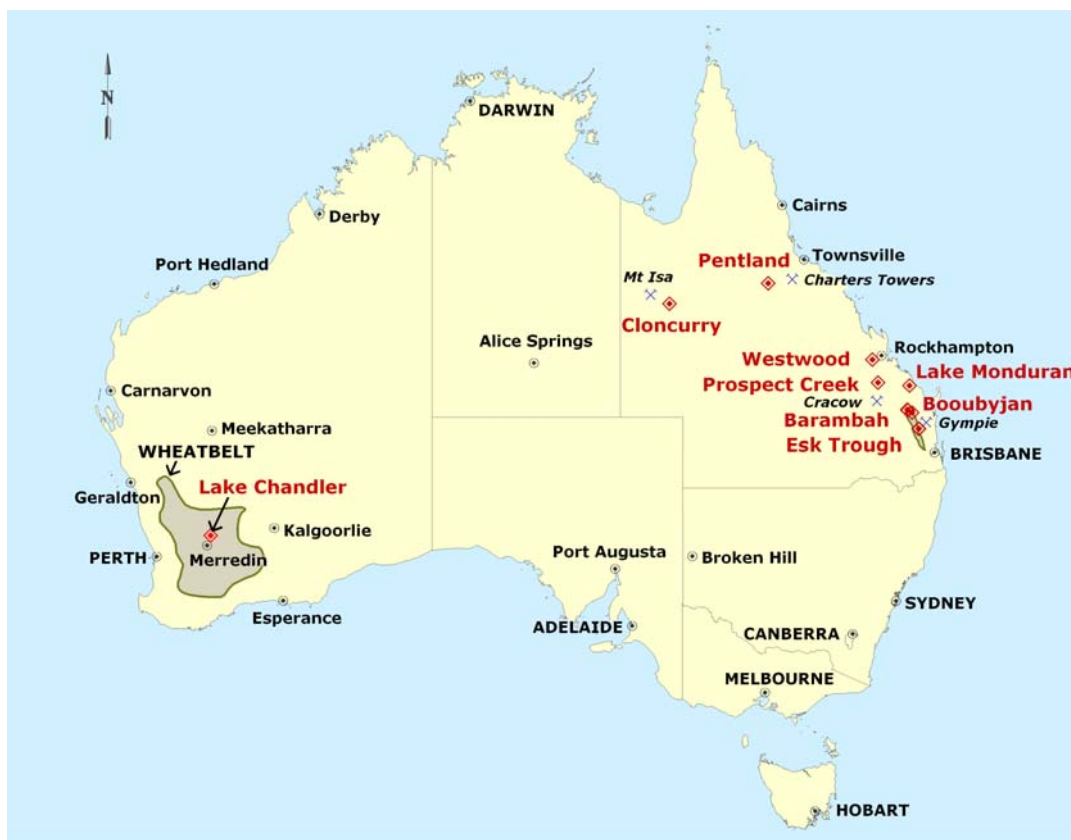 N
DARWIN
Derby
Cairns
Port Hedland
Townsville
Pentland
Mt Isa
Charters Towers
Cloncurry
Alice Springs
Westwood
Rockhampton
Lake Monduran
Prospect Creek
Carnarvon
Cracow
Booubyjan
Barambah
Gympie
Meekatharra
Esk Trough
WHEATBELT
BRISBANE
Lake Chandler
Geraldton
Kalgoorlie
PERTH
Merredin
Port Augusta
Broken Hill
Esperance
SYDNEY
ADELAIDE
CANBERRA
MELBOURNE
HOBART